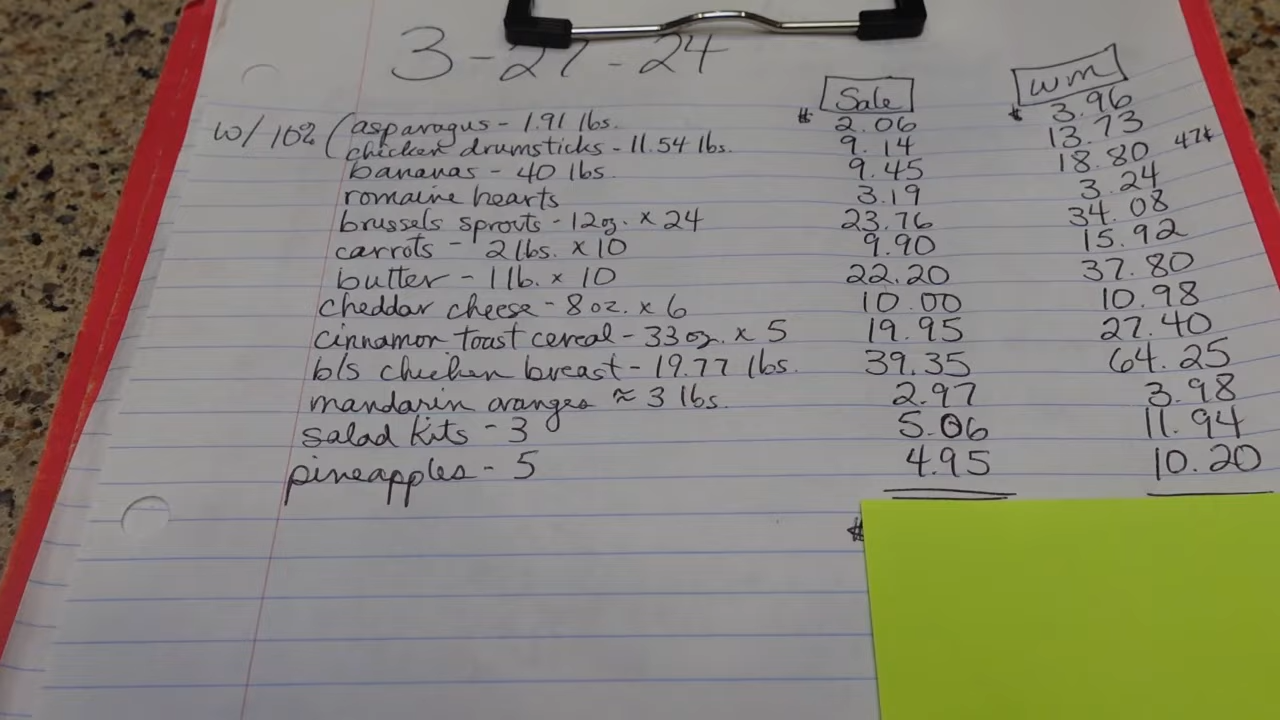 3-27-24
Sale WM
w/ 10% ( asparagus - 1.91 lbs. $ 2.06 $ 3.96
chicken drumsticks - 11.54 lbs. 9.14 13.73
bananas - 40 lbs. 9.45 18.80 47¢
romaine hearts 3.19 3.24
brussels sprouts - 12oz. x 24 23.76 34.08
carrots - 2 lbs. x 10 9.90 15.92
butter - 1 lb. x 10 22.20 37.80
cheddar cheese - 8 oz. x 6 10.00 10.98
cinnamon toast cereal - 33 oz. x 5 19.95 27.40
b/s chicken breast - 19.77 lbs. 39.35 64.25
mandarin oranges ≈ 3 lbs. 2.97 3.98
salad kits - 3 5.06 11.94
pineapples - 5 4.95 10.20
$